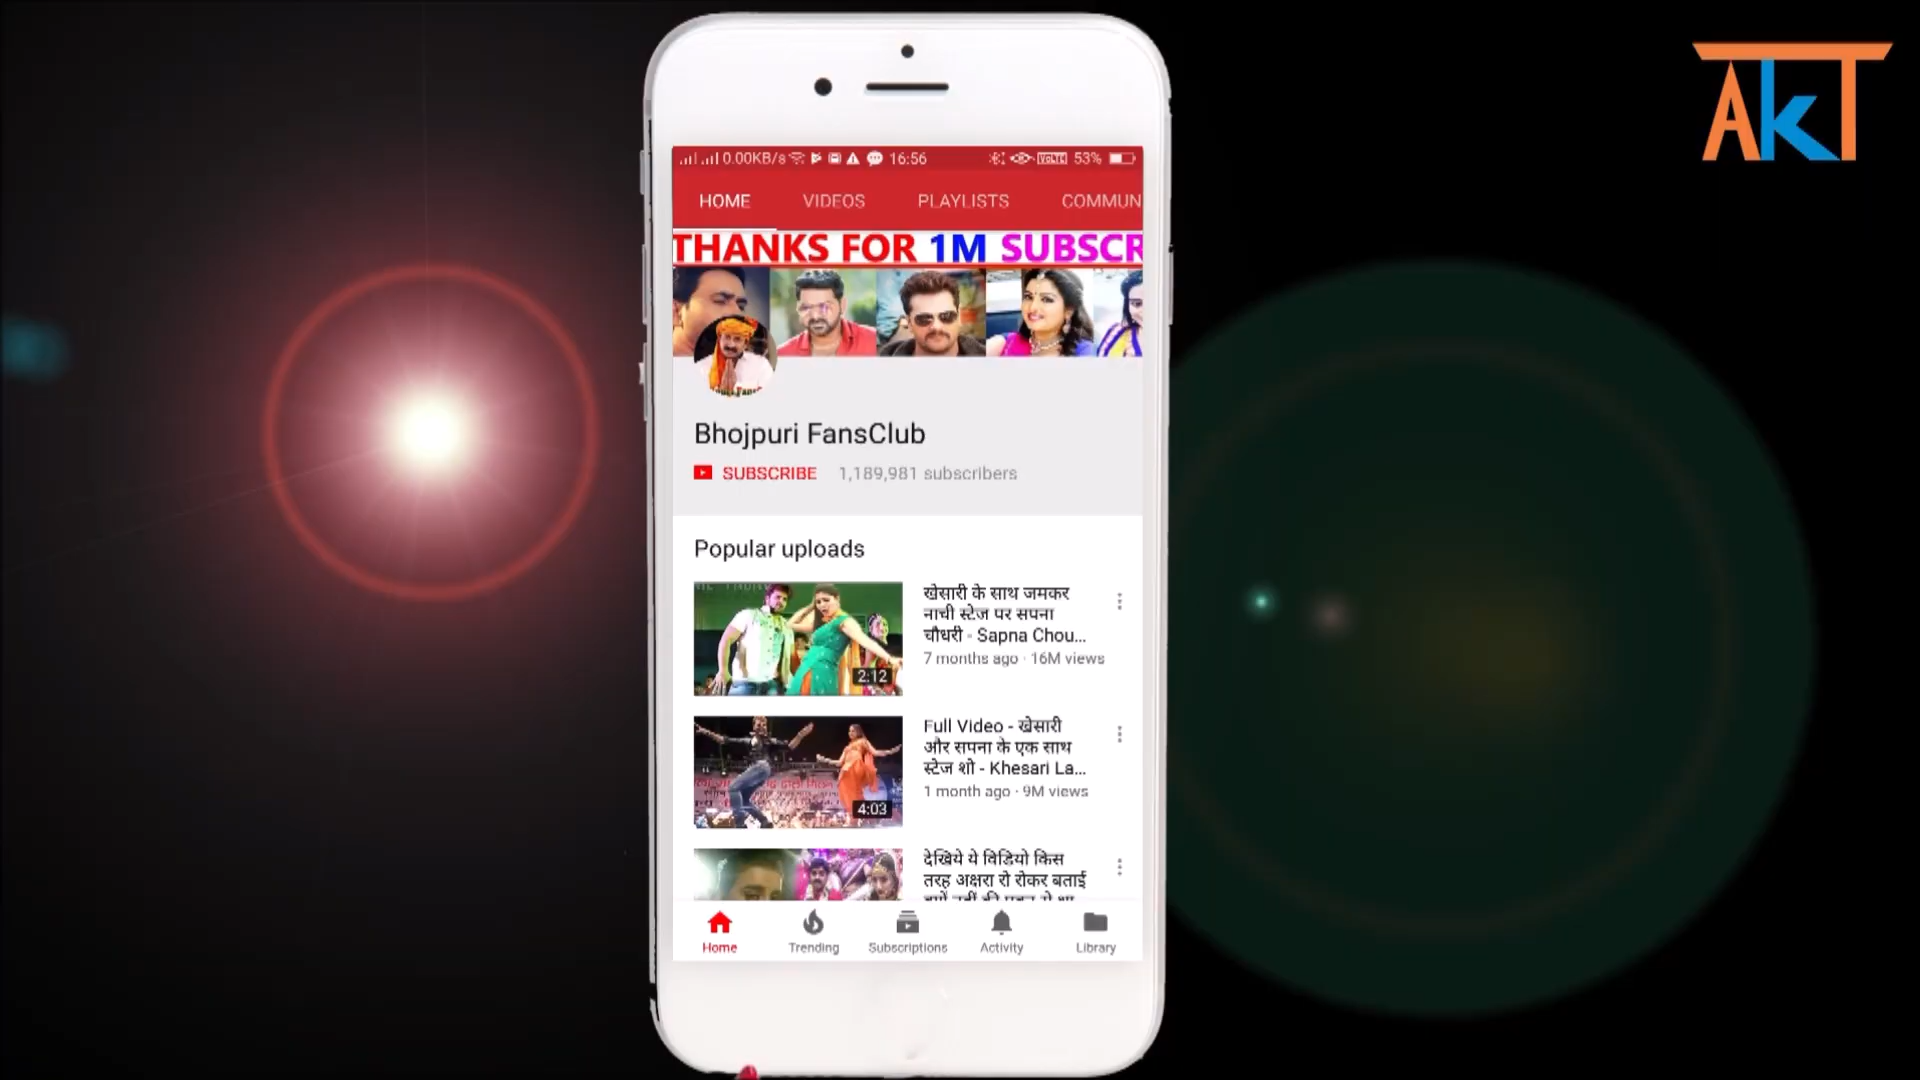 AKT
0.00KB/s VoLTE 16:56 53%
HOME VIDEOS PLAYLISTS COMMUN
THANKS FOR 1M SUBSCR
Bhojpuri FansClub
SUBSCRIBE 1,189,981 subscribers
Popular uploads
खेसारी के साथ जमकर
नाची स्टेज पर सपना
चौधरी - Sapna Chou...
7 months ago · 16M views
2:12
Full Video - खेसारी
और सपना के एक साथ
स्टेज शो - Khesari La...
1 month ago · 9M views
4:03
देखिये ये विडियो किस
तरह अक्षरा रो रोकर बताई
Home Trending Subscriptions Activity Library